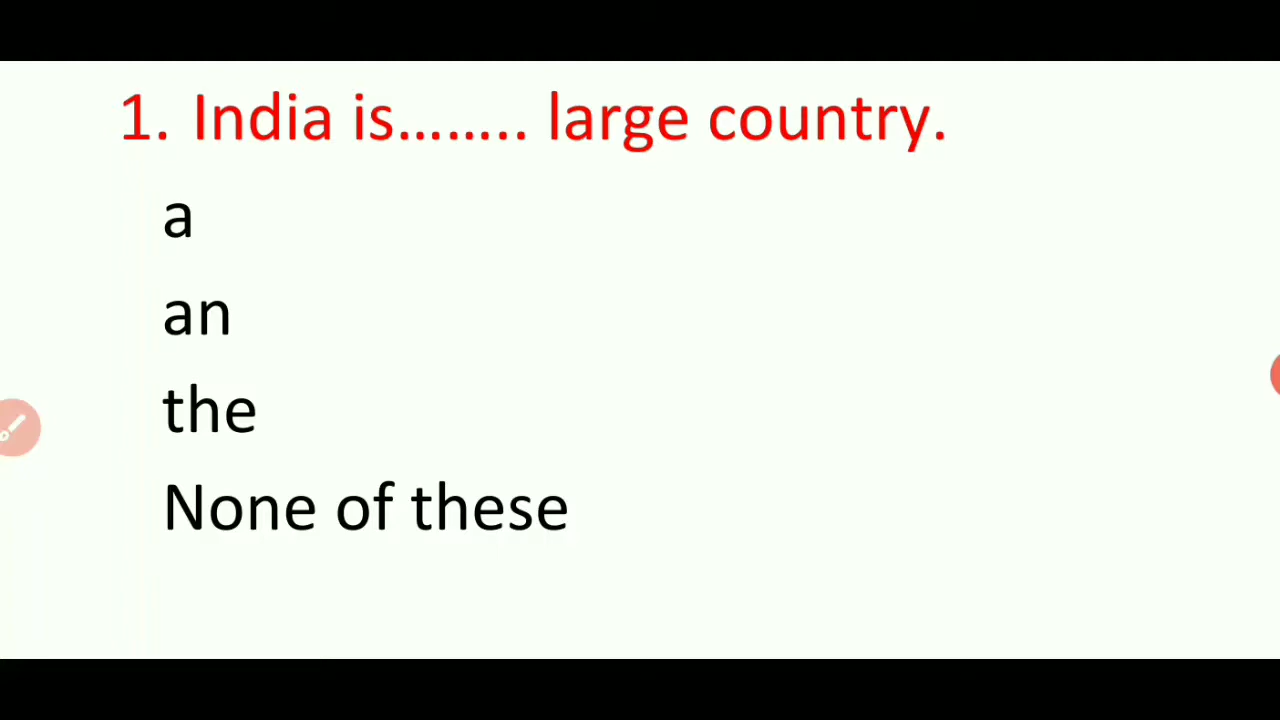 1. India is........ large country.
a
an
the
None of these